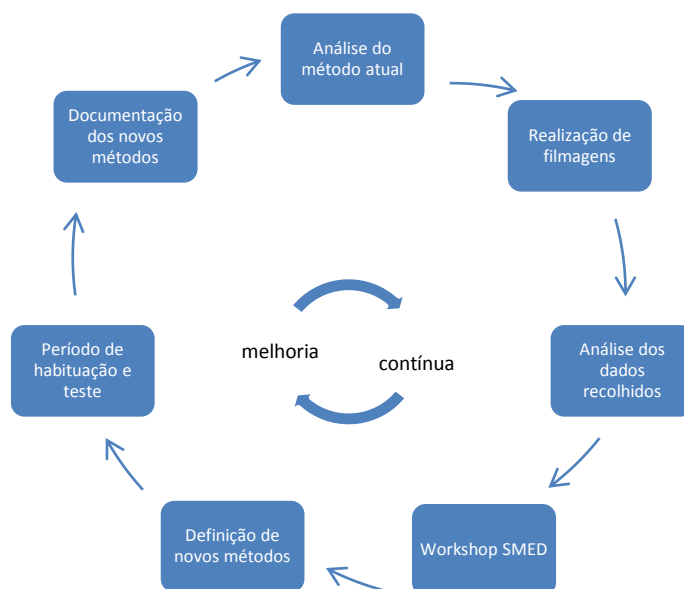 Análise do
método atual
Realização de
filmagens
Análise dos
dados
recolhidos
Workshop SMED
Definição de
novos métodos
Período de
habituação e
teste
Documentação
dos novos
métodos
melhoria
contínua